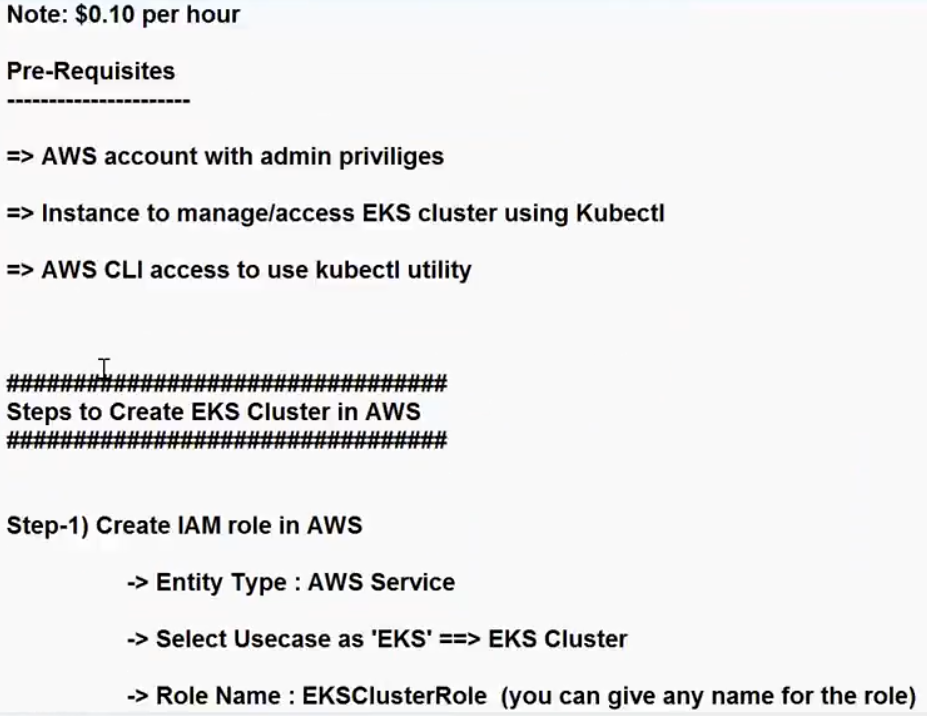 Note: $0.10 per hour
Pre-Requisites
----------------------
=> AWS account with admin priviliges
=> Instance to manage/access EKS cluster using Kubectl
=> AWS CLI access to use kubectl utility
#################################
Steps to Create EKS Cluster in AWS
#################################
Step-1) Create IAM role in AWS
-> Entity Type : AWS Service
-> Select Usecase as 'EKS' ==> EKS Cluster
-> Role Name : EKSClusterRole (you can give any name for the role)